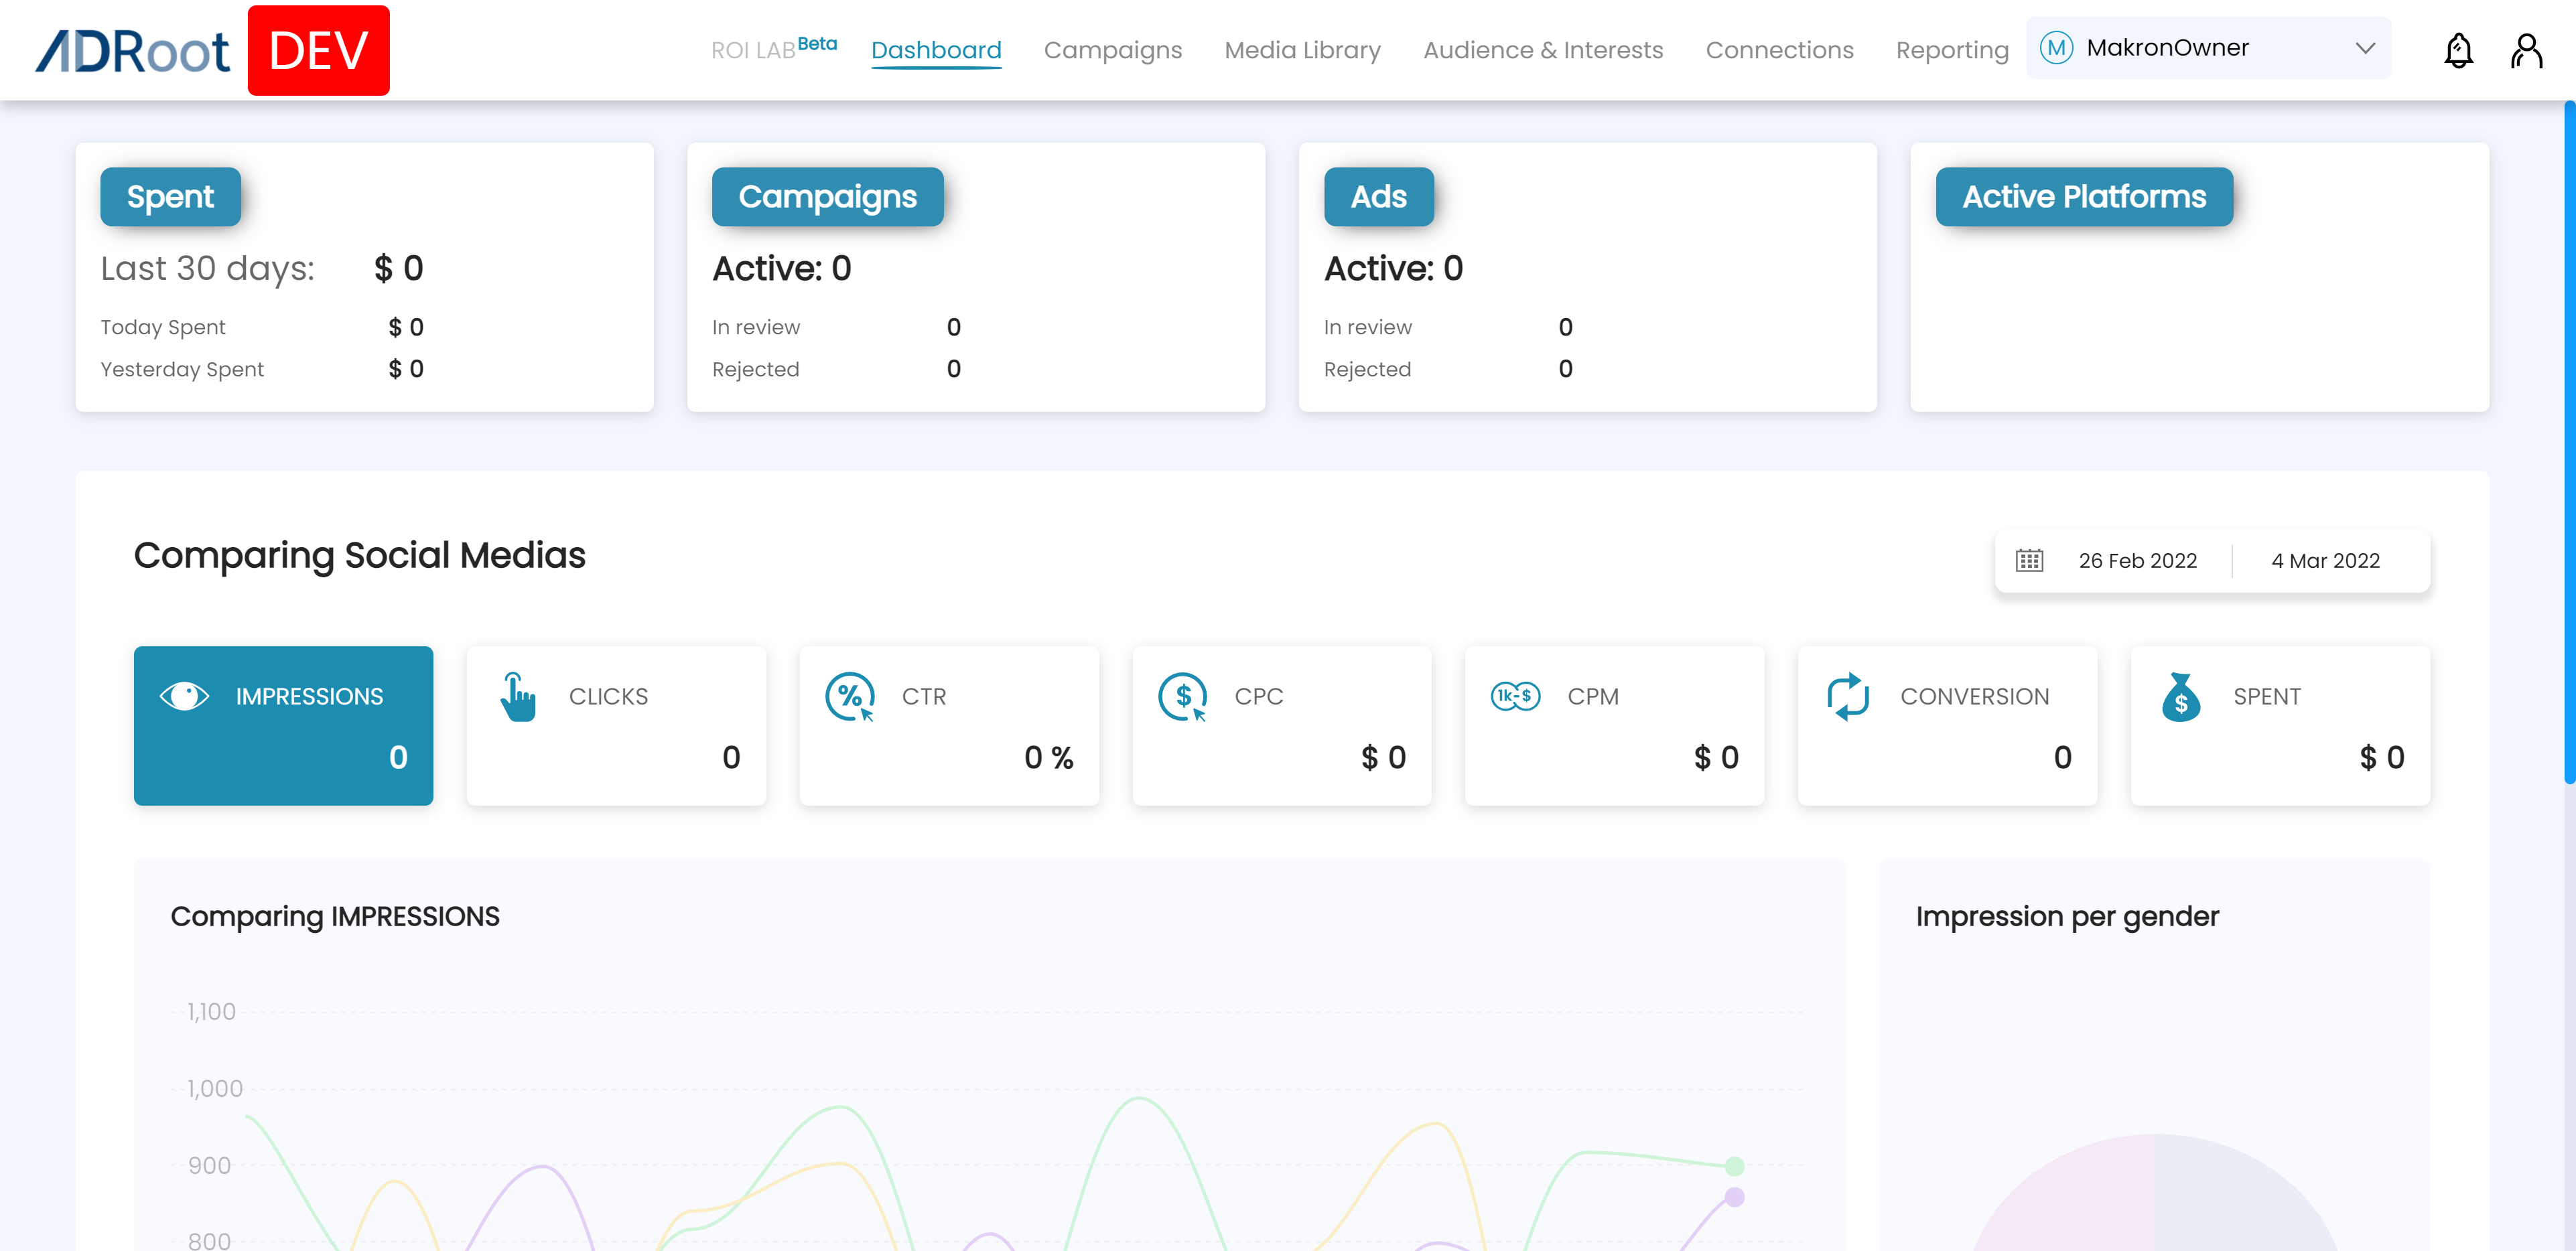 ADRoot DEV ROI LAB Beta Dashboard Campaigns Media Library Audience & Interests Connections Reporting M MakronOwner
Spent Campaigns Ads Active Platforms
Last 30 days: $ 0 Active: 0 Active: 0
Today Spent $ 0 In review 0 In review 0
Yesterday Spent $ 0 Rejected 0 Rejected 0
Comparing Social Medias 26 Feb 2022 4 Mar 2022
IMPRESSIONS CLICKS % CTR $ CPC 1k-$ CPM CONVERSION $ SPENT
0 0 0 % $ 0 $ 0 0 $ 0
Comparing IMPRESSIONS Impression per gender
1,100
1,000
900
800